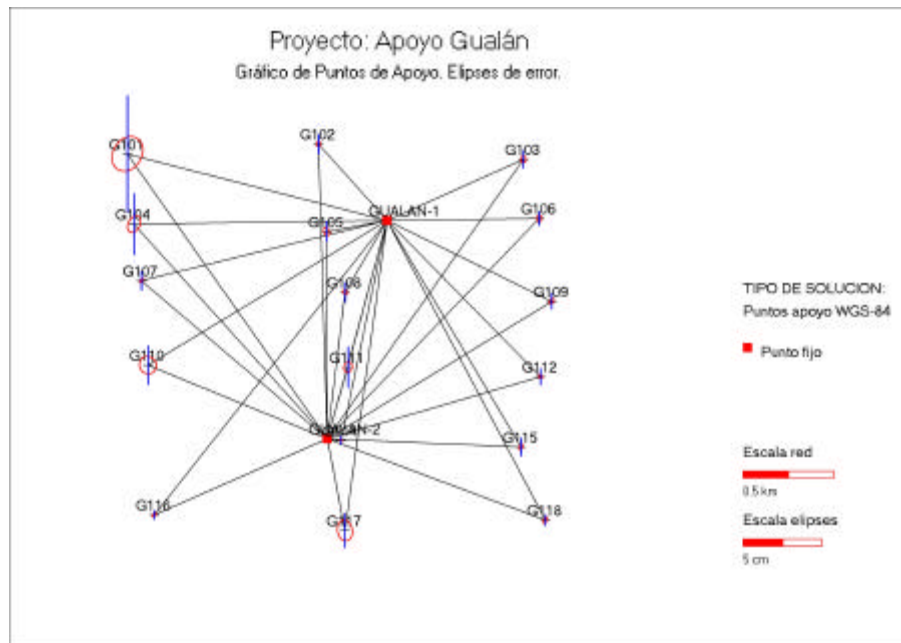 Proyecto: Apoyo Gualán
Gráfico de Puntos de Apoyo. Elipses de error.
G101
G102
G103
G104
G105
GUALAN-1
G106
G107
G108
G109
TIPO DE SOLUCION:
Puntos apoyo WGS-84
Punto fijo
G110
G111
G112
GUALAN-2
G115
Escala red
0.5 km
G116
G117
G118
Escala elipses
5 cm